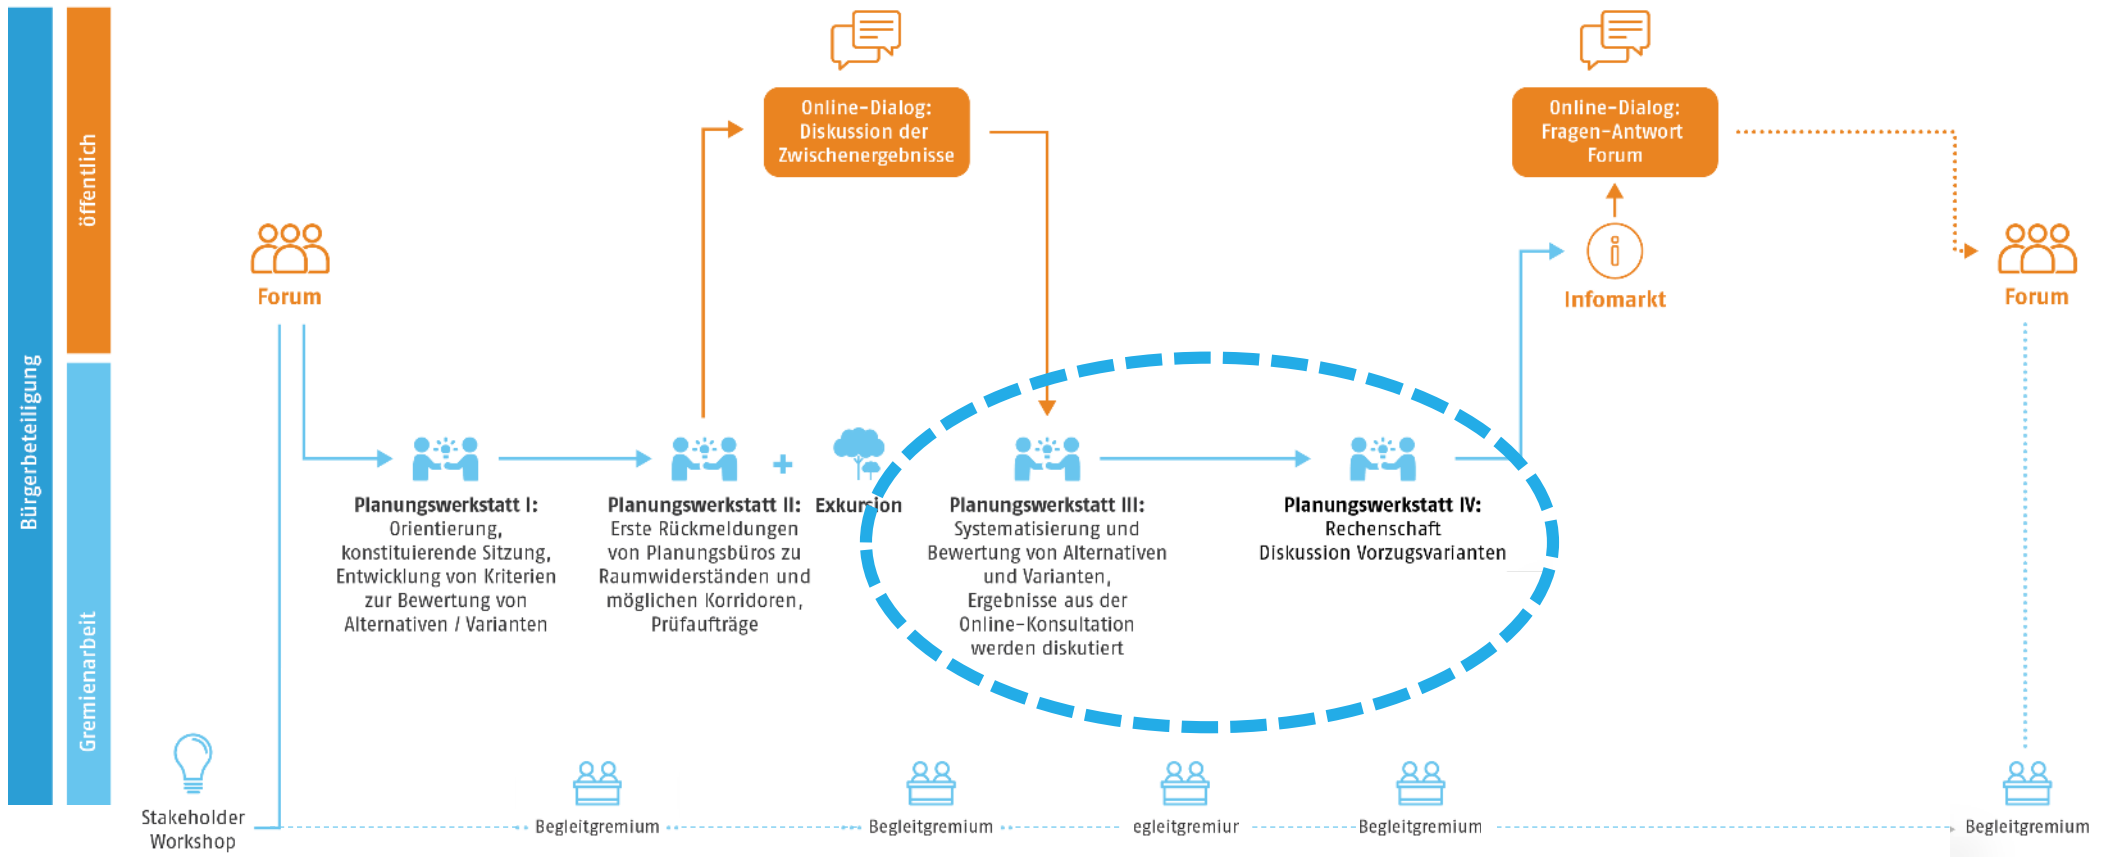 Bürgerbeteiligung
öffentlich
Gremienarbeit
Online-Dialog:
Diskussion der
Zwischenergebnisse
Online-Dialog:
Fragen-Antwort
Forum
Forum
Infomarkt
Forum
Planungswerkstatt I:
Orientierung,
konstituierende Sitzung,
Entwicklung von Kriterien
zur Bewertung von
Alternativen / Varianten
Planungswerkstatt II:
Erste Rückmeldungen
von Planungsbüros zu
Raumwiderständen und
möglichen Korridoren,
Prüfaufträge
Exkursion
Planungswerkstatt III:
Systematisierung und
Bewertung von Alternativen
und Varianten,
Ergebnisse aus der
Online-Konsultation
werden diskutiert
Planungswerkstatt IV:
Rechenschaft
Diskussion Vorzugsvarianten
Stakeholder
Workshop
Begleitgremium
Begleitgremium
egleitgremiur
Begleitgremium
Begleitgremium